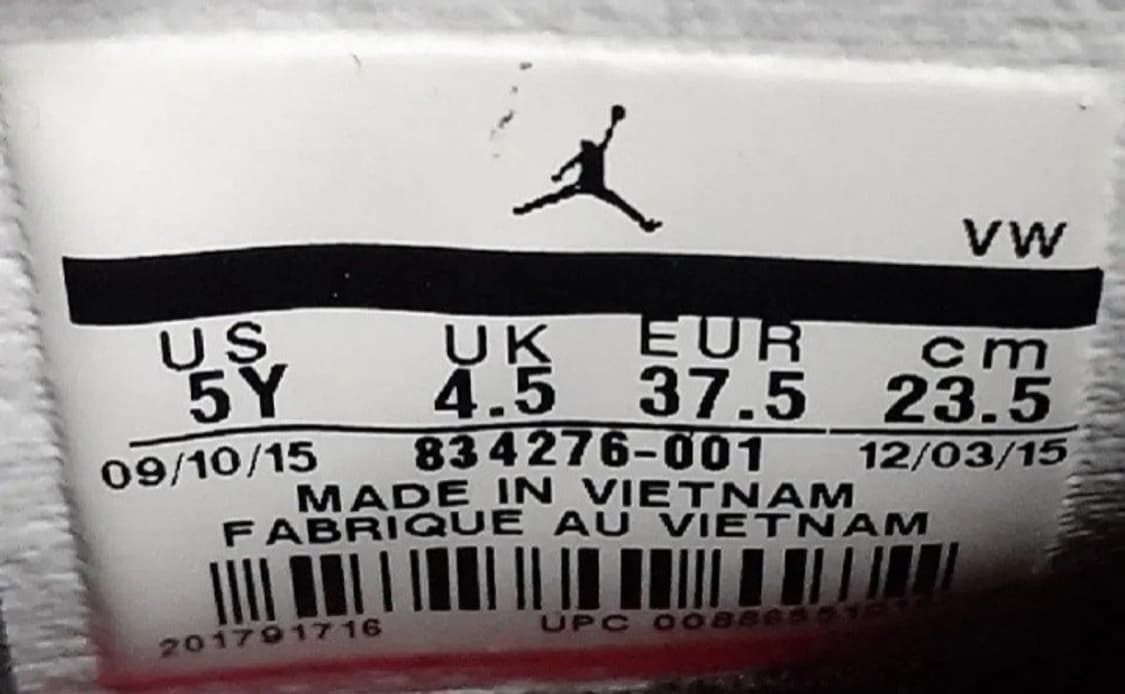 VW
US UK EUR cm
5Y 4.5 37.5 23.5
09/10/15 834276-001 12/03/15
MADE IN VIETNAM
FABRIQUE AU VIETNAM
201791716 UPC